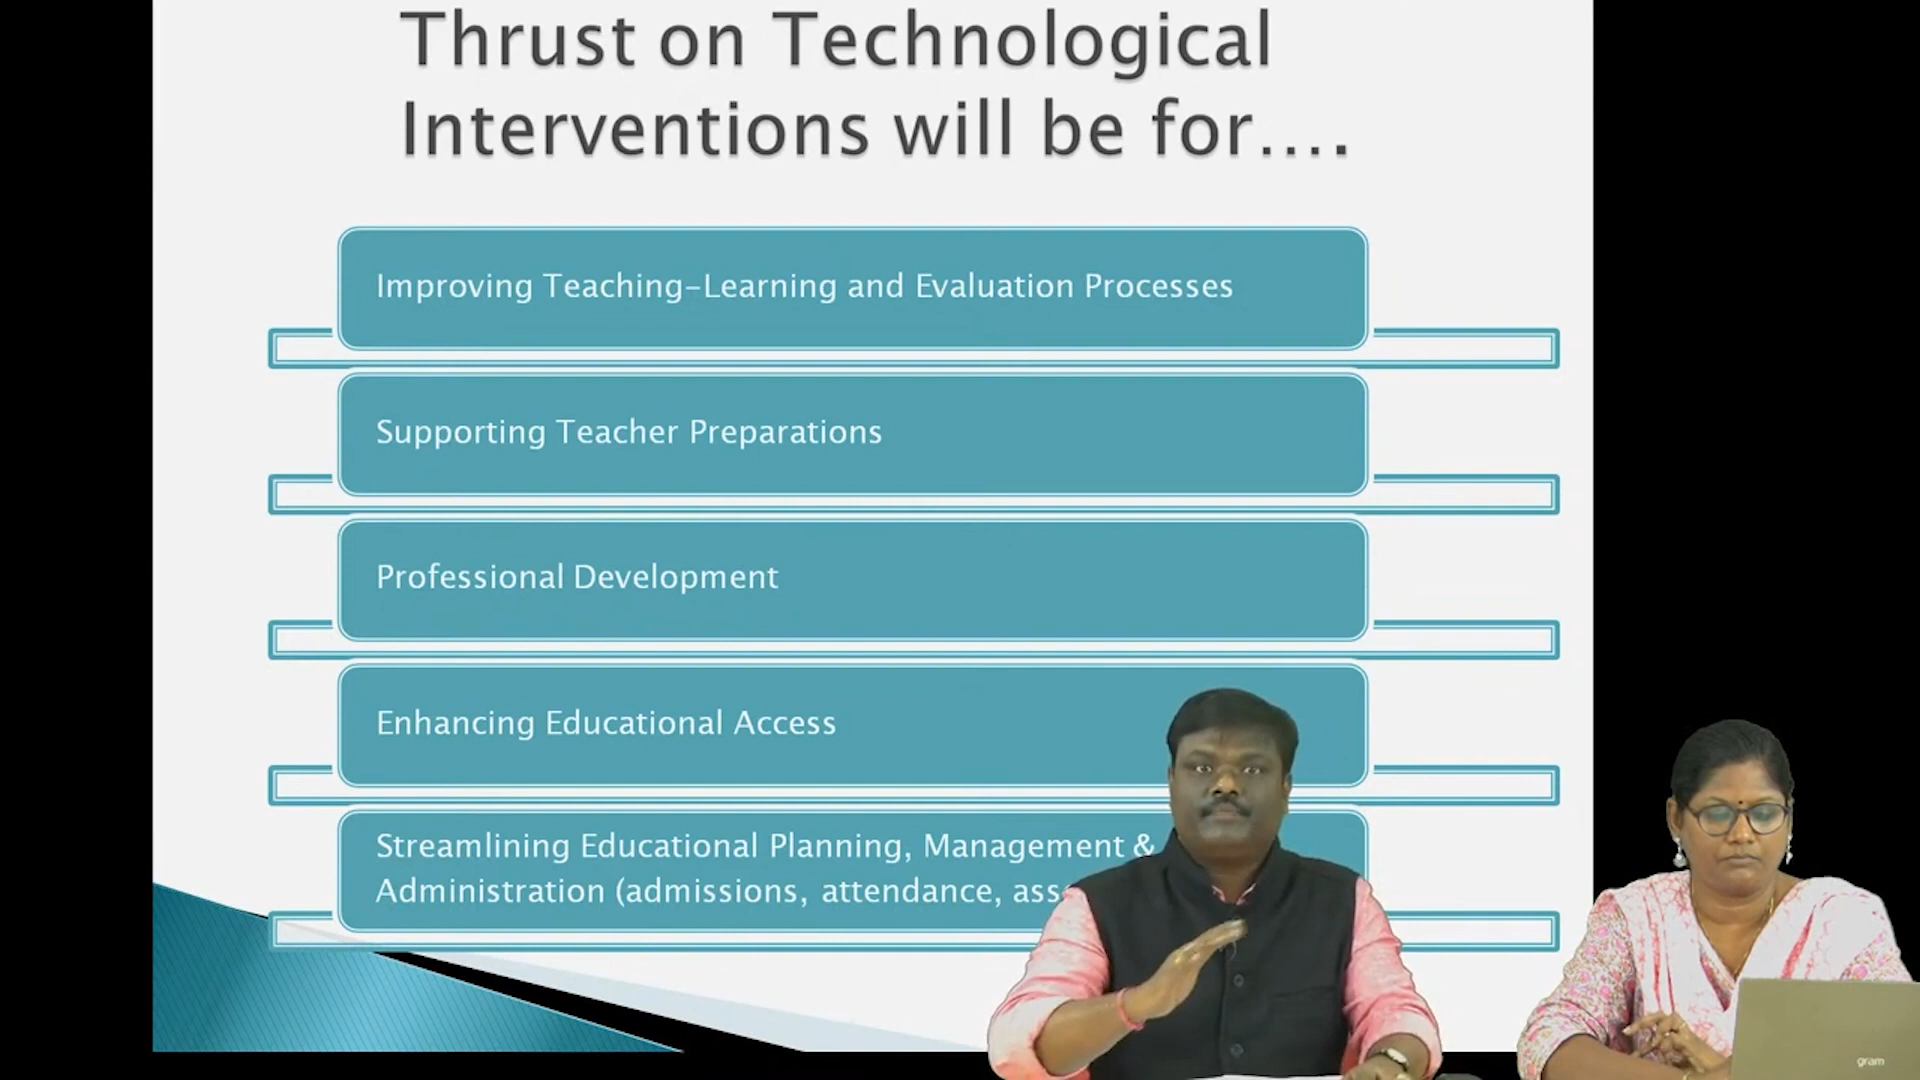 Thrust on Technological
Interventions will be for....
Improving Teaching-Learning and Evaluation Processes
Supporting Teacher Preparations
Professional Development
Enhancing Educational Access
Streamlining Educational Planning, Management &
Administration (admissions, attendance,
gram